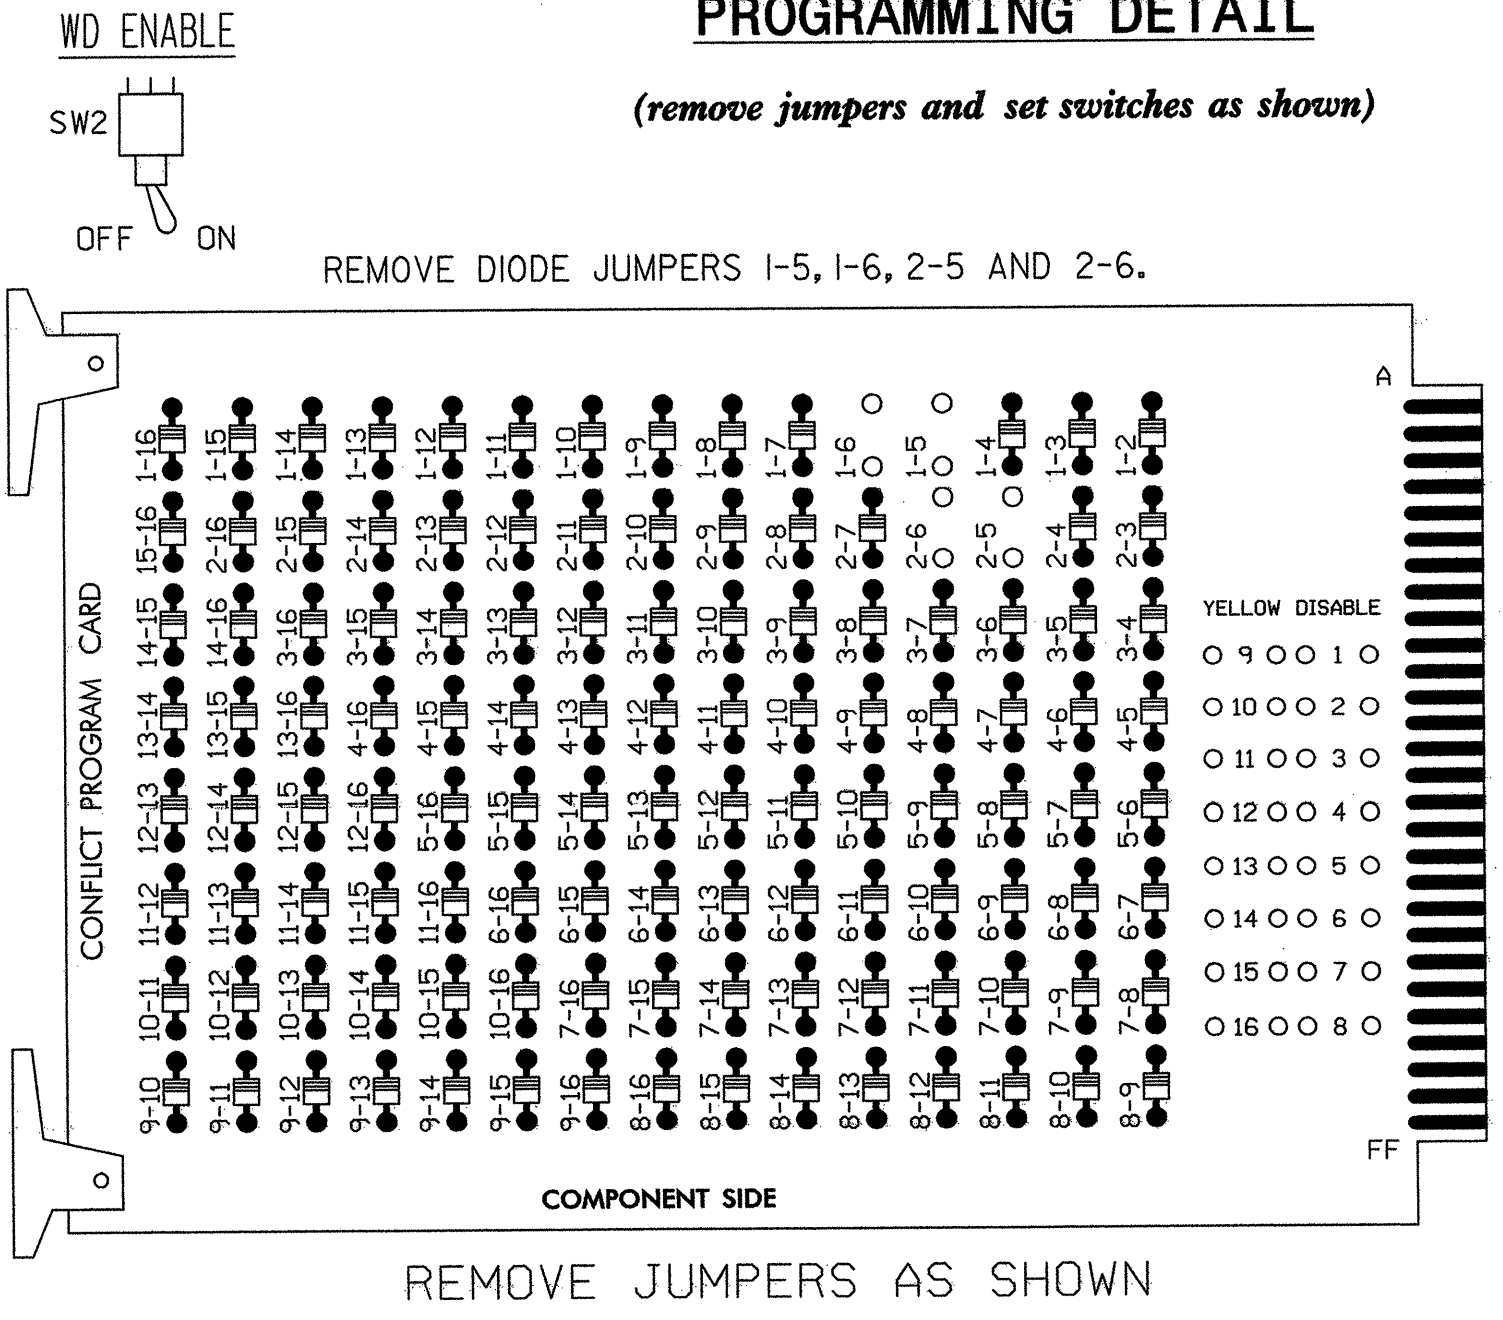 PROGRAMMING DETAIL
WD ENABLE
(remove jumpers and set switches as shown)
SW2
OFF ON
REMOVE DIODE JUMPERS 1-5, 1-6, 2-5 AND 2-6.
A
1-16 1-15 1-14 1-13 1-12 1-11 1-10 1-9 1-8 1-7 1-6 1-5 1-4 1-3 1-2
15-16 2-16 2-15 2-14 2-13 2-12 2-11 2-10 2-9 2-8 2-7 2-6 2-5 2-4 2-3
14-15 14-16 3-16 3-15 3-14 3-13 3-12 3-11 3-10 3-9 3-8 3-7 3-6 3-5 3-4
13-14 13-15 13-16 4-16 4-15 4-14 4-13 4-12 4-11 4-10 4-9 4-8 4-7 4-6 4-5
12-13 12-14 12-15 12-16 5-16 5-15 5-14 5-13 5-12 5-11 5-10 5-9 5-8 5-7 5-6
11-12 11-13 11-14 11-15 11-16 6-16 6-15 6-14 6-13 6-12 6-11 6-10 6-9 6-8 6-7
10-11 10-12 10-13 10-14 10-15 10-16 7-16 7-15 7-14 7-13 7-12 7-11 7-10 7-9 7-8
9-10 9-11 9-12 9-13 9-14 9-15 9-16 8-16 8-15 8-14 8-13 8-12 8-11 8-10 8-9
CONFLICT PROGRAM CARD
YELLOW DISABLE
9 1
10 2
11 3
12 4
13 5
14 6
15 7
16 8
FF
COMPONENT SIDE
REMOVE JUMPERS AS SHOWN